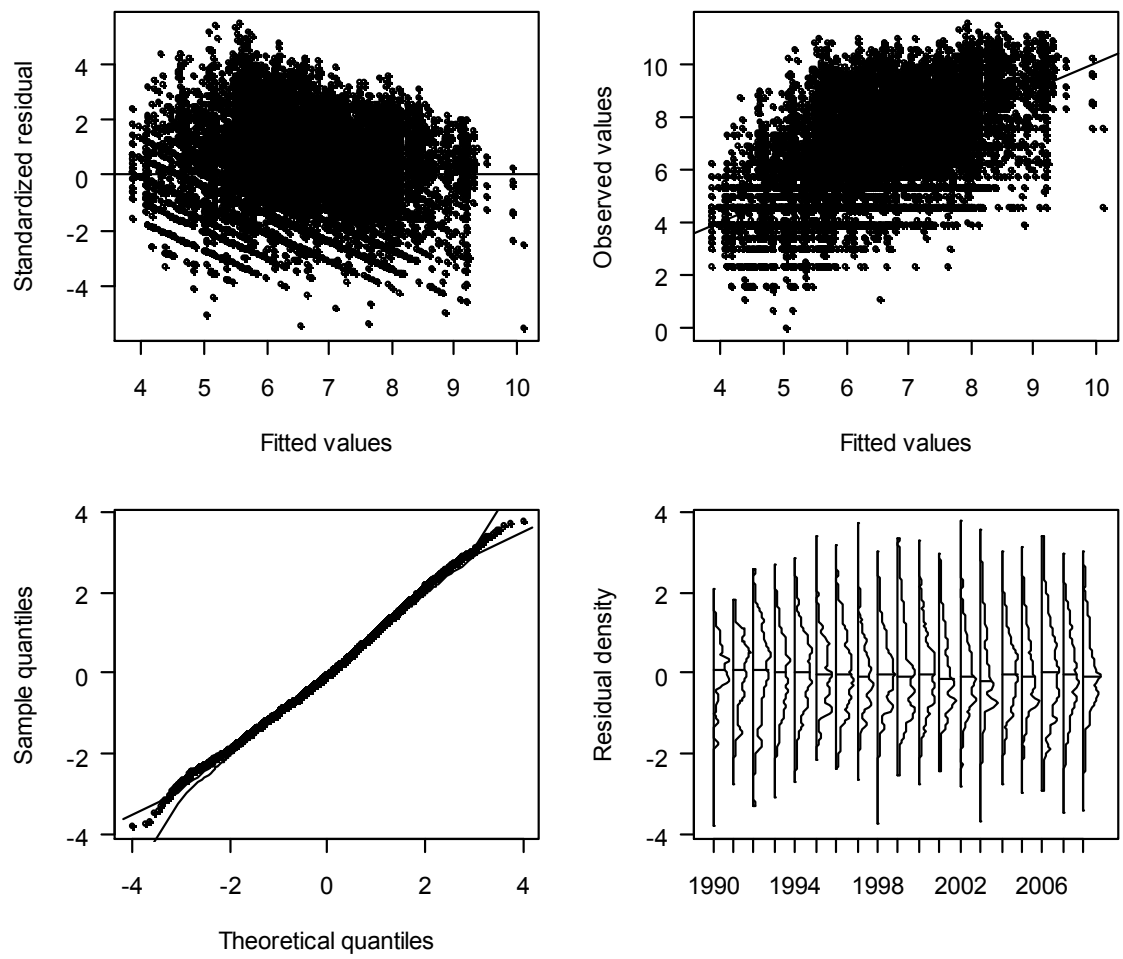 4
2
0
-2
-4
Standardized residual
4 5 6 7 8 9 10
Fitted values
10
8
6
4
2
0
Observed values
4 5 6 7 8 9 10
Fitted values
4
2
0
-2
-4
Sample quantiles
-4 -2 0 2 4
Theoretical quantiles
4
2
0
-2
-4
Residual density
1990 1994 1998 2002 2006